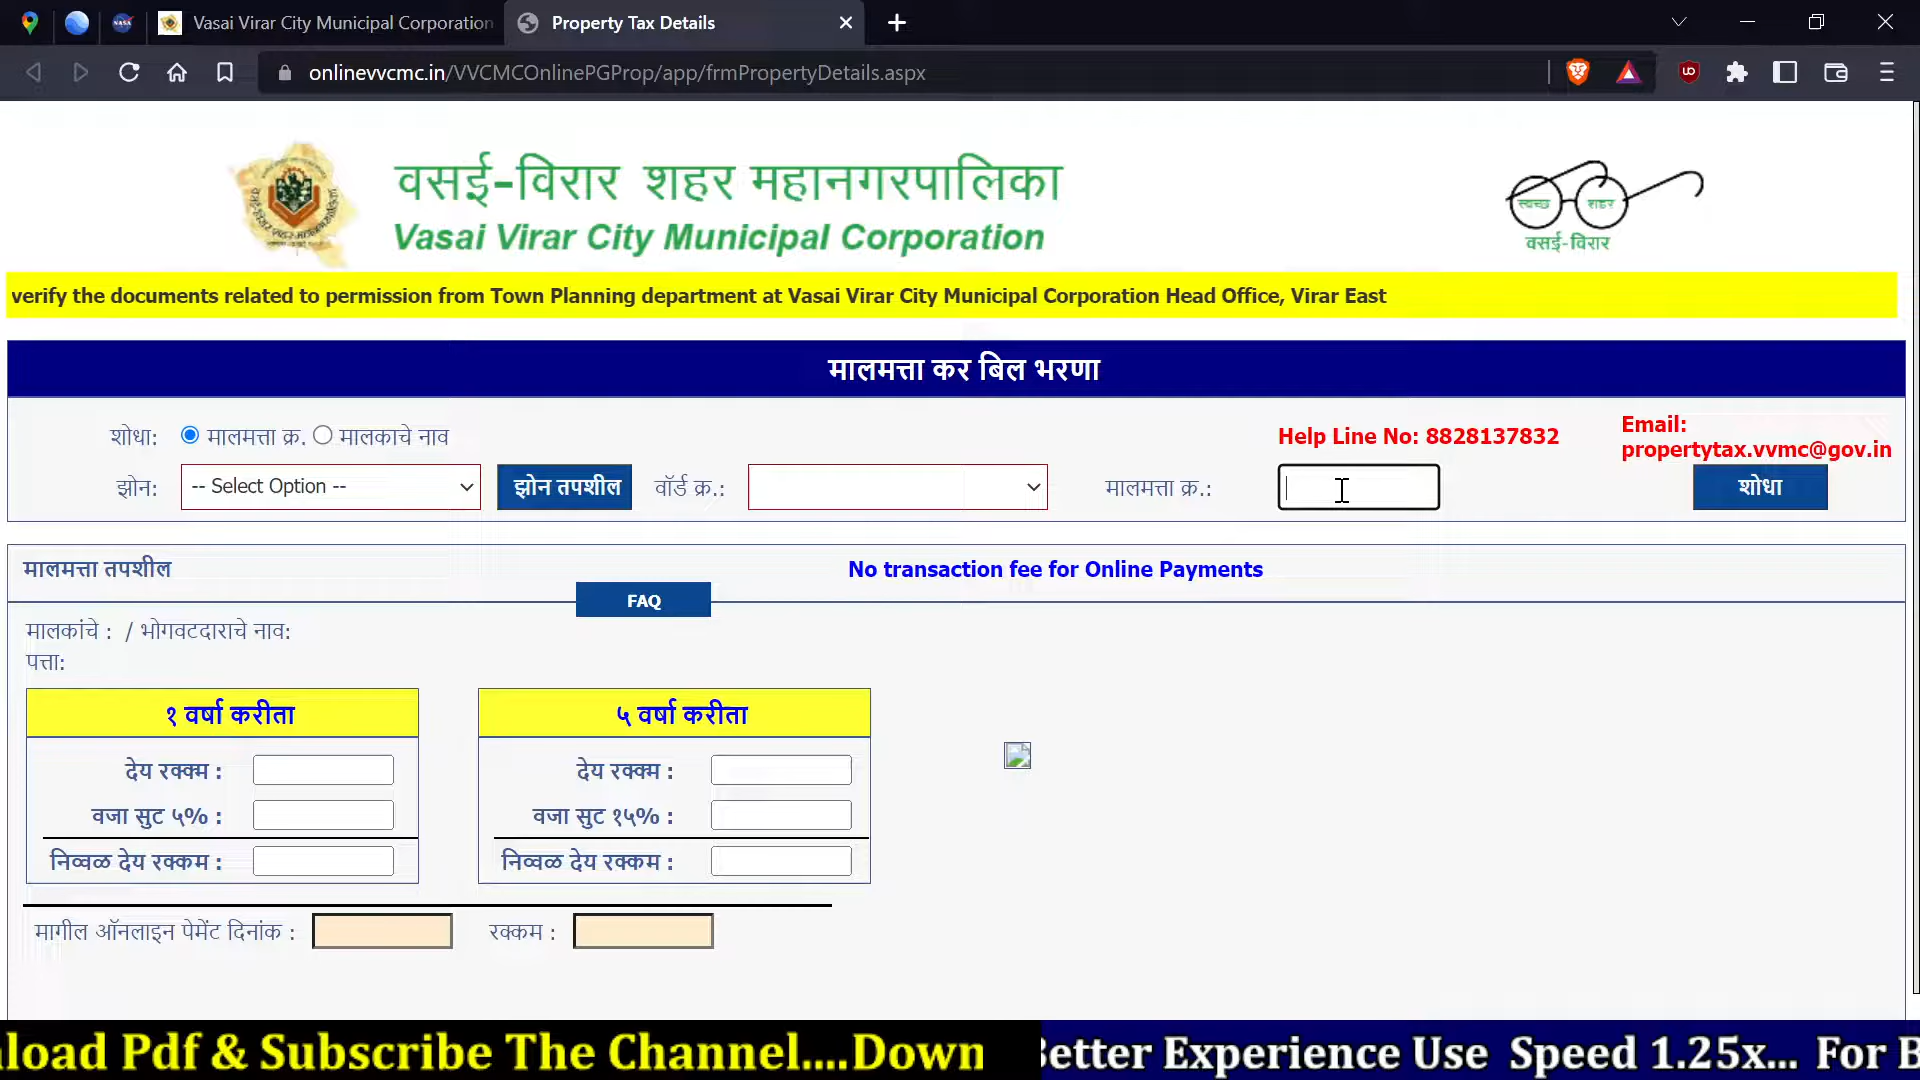 Vasai Virar City Municipal Corporation
Property Tax Details
onlinevvcmc.in/VVCMCOnlinePGProp/app/frmPropertyDetails.aspx
वसई-विरार शहर महानगरपालिका
Vasai Virar City Municipal Corporation
स्वच्छ शहर
वसई-विरार
verify the documents related to permission from Town Planning department at Vasai Virar City Municipal Corporation Head Office, Virar East
मालमत्ता कर बिल भरणा
शोधा: मालमत्ता क्र. मालकाचे नाव
Help Line No: 8828137832
Email:
propertytax.vvmc@gov.in
झोन: -- Select Option -- झोन तपशील वॉर्ड क्र.: मालमत्ता क्र.: शोधा
मालमत्ता तपशील
No transaction fee for Online Payments
FAQ
मालकांचे : / भोगवटदाराचे नाव:
पत्ता:
१ वर्षा करीता
देय रक्कम :
वजा सुट ५% :
निव्वळ देय रक्कम :
५ वर्षा करीता
देय रक्कम :
वजा सुट १५% :
निव्वळ देय रक्कम :
मागील ऑनलाइन पेमेंट दिनांक : रक्कम :
load Pdf & Subscribe The Channel....Down
Better Experience Use Speed 1.25x... For B